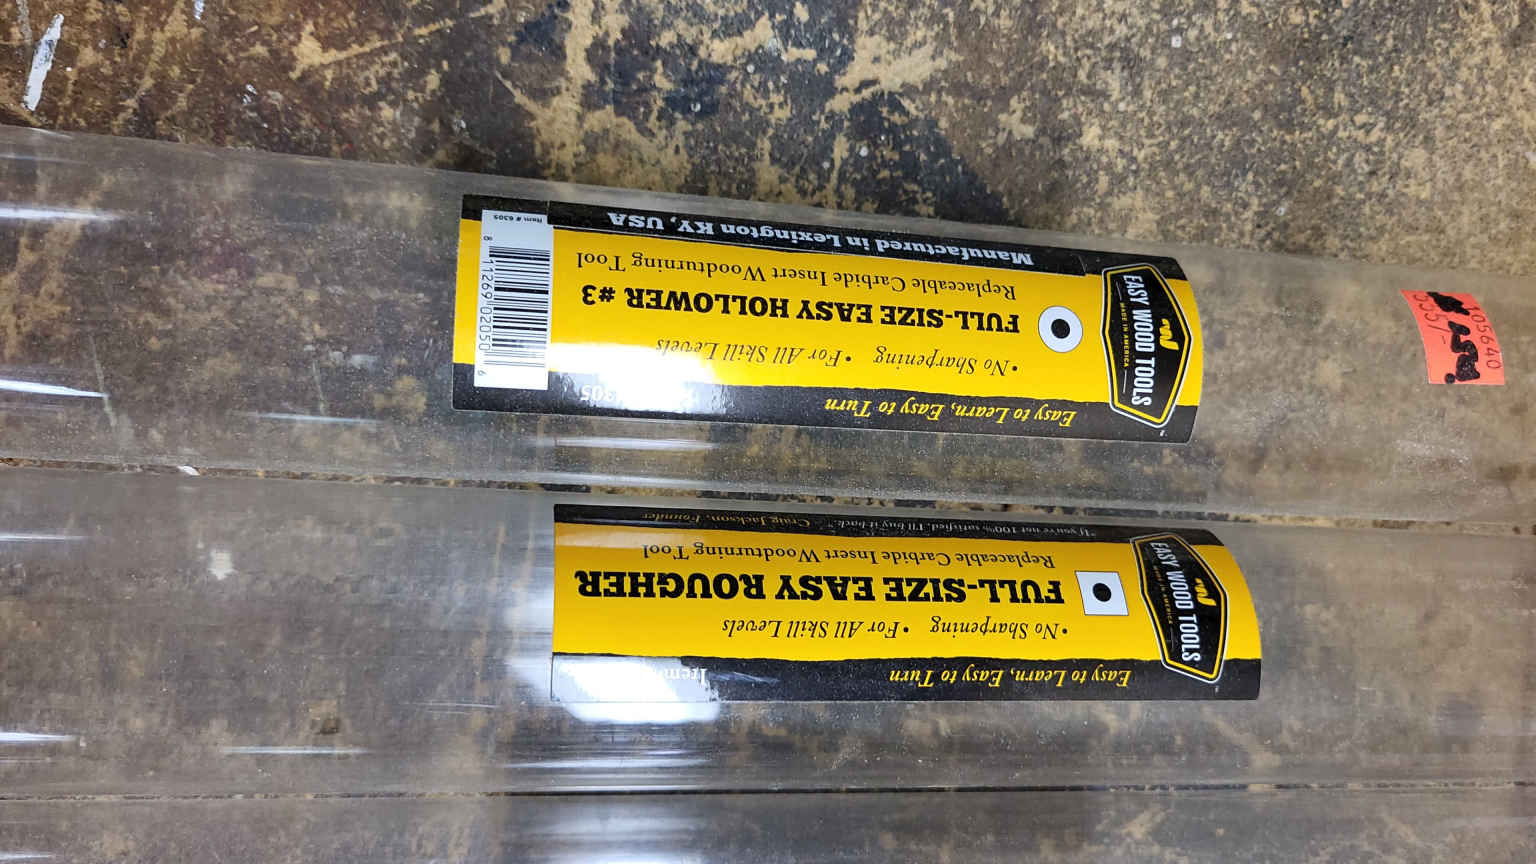 EASY WOOD TOOLS
MADE IN AMERICA
Easy to Learn, Easy to Turn
• No Sharpening • For All Skill Levels
FULL-SIZE EASY ROUGHER
Replaceable Carbide Insert Woodturning Tool
"If you're not 100% satisfied, I'll buy it back." Craig Jackson, Founder
EASY WOOD TOOLS
MADE IN AMERICA
Easy to Learn, Easy to Turn
• No Sharpening • For All Skill Levels
FULL-SIZE EASY HOLLOWER #3
Replaceable Carbide Insert Woodturning Tool
Manufactured in Lexington KY, USA
Item # 6305
8 11269 02050 6
105640